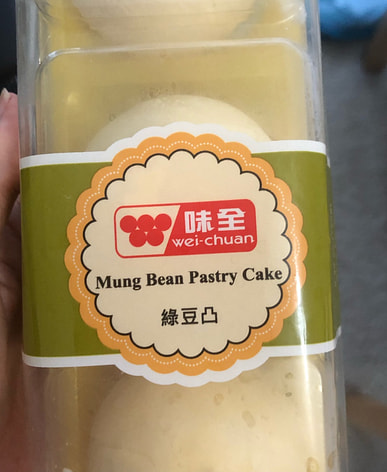 味全
wei-chuan
Mung Bean Pastry Cake
綠豆凸